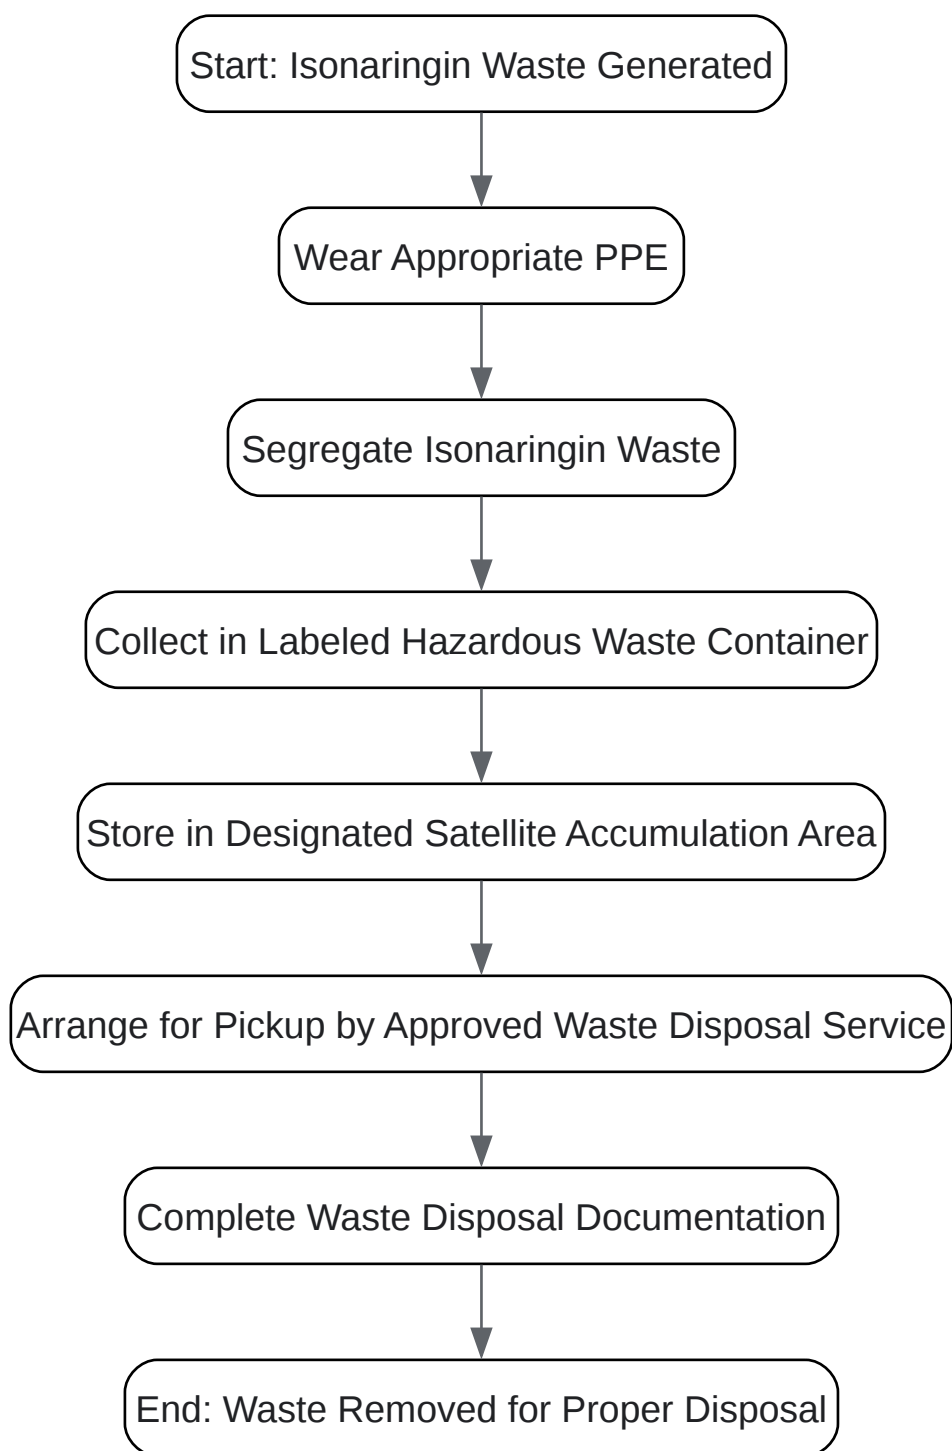 Start: Isonaringin Waste Generated
Wear Appropriate PPE
Segregate Isonaringin Waste
Collect in Labeled Hazardous Waste Container
Store in Designated Satellite Accumulation Area
Arrange for Pickup by Approved Waste Disposal Service
Complete Waste Disposal Documentation
End: Waste Removed for Proper Disposal